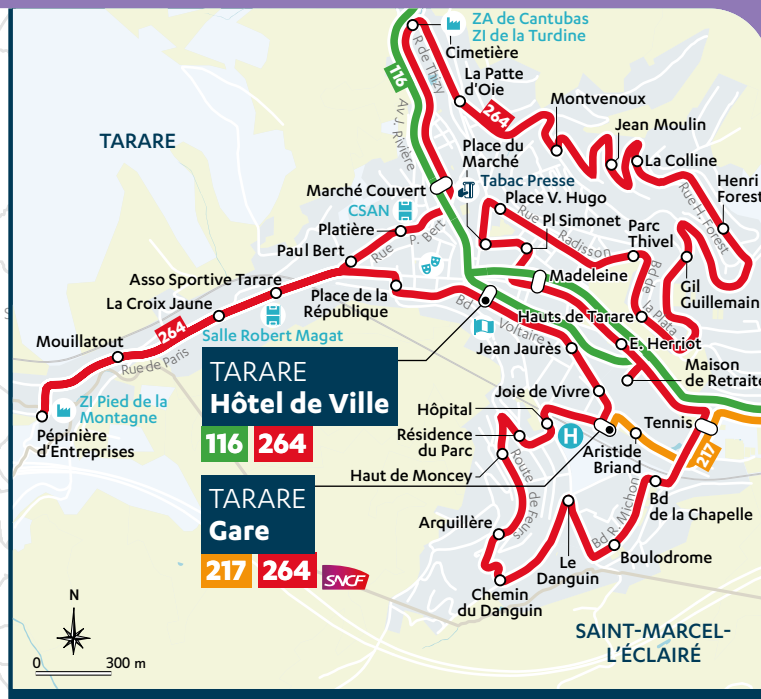 ZA de Cantubas
ZI de la Turdine
Cimetière
R de Thizy
La Patte
d'Oie
116
264
Montvenoux
Av J. Rivière
Jean Moulin
TARARE
Place du
Marché
La Colline
Tabac Presse
Henri
Forest
Marché Couvert
Place V. Hugo
Rue H. Forest
CSAN
Platière
Rue P. Bert
Pl Simonet
Rue Radisson
Parc
Thivel
Paul Bert
Madeleine
Bd de la Plata
Gil
Guillemain
Asso Sportive Tarare
La Croix Jaune
Place de la
République
Bd Voltaire
Hauts de Tarare
Mouillatout
264
Rue de Paris
Salle Robert Magat
Jean Jaurès
E. Herriot
Maison
de Retraite
TARARE
Hôtel de Ville
116 264
Joie de Vivre
ZI Pied de la
Montagne
Pépinière
d'Entreprises
Hôpital
H
Tennis
Résidence
du Parc
Aristide
Briand
217
Haut de Moncey
Route de Feurs
TARARE
Gare
217 264 SNCF
Bd
de la Chapelle
Bd R. Michon
Arquillère
Boulodrome
Le
Danguin
Chemin
du Danguin
N
0 300 m
SAINT-MARCEL-
L'ÉCLAIRÉ